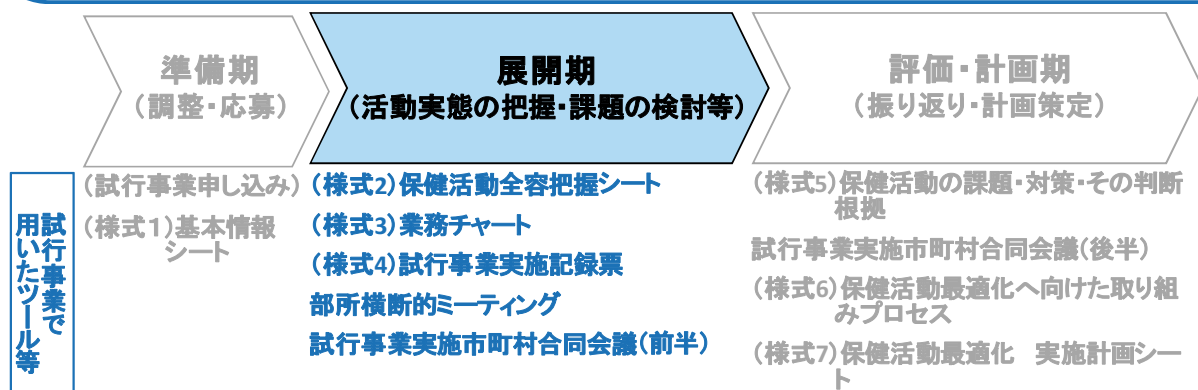 準備期
（調整・応募）
展開期
（活動実態の把握・課題の検討等）
評価・計画期
（振り返り・計画策定）
試行事業で
用いたツール等
（試行事業申し込み）
（様式1）基本情報
シート
（様式2）保健活動全容把握シート
（様式3）業務チャート
（様式4）試行事業実施記録票
部所横断的ミーティング
試行事業実施市町村合同会議（前半）
（様式5）保健活動の課題・対策・その判断
根拠
試行事業実施市町村合同会議（後半）
（様式6）保健活動最適化へ向けた取り組
みプロセス
（様式7）保健活動最適化　実施計画シー
ト